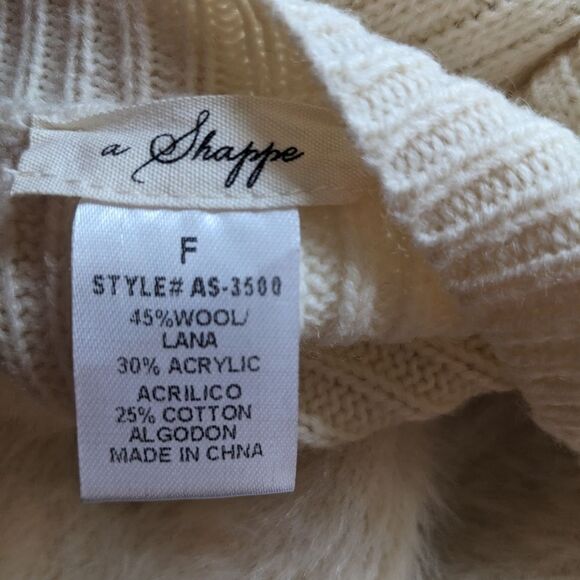 a Shappe
F
STYLE# AS-3500
45%WOOL/
LANA
30% ACRYLIC
ACRILICO
25% COTTON
ALGODON
MADE IN CHNA